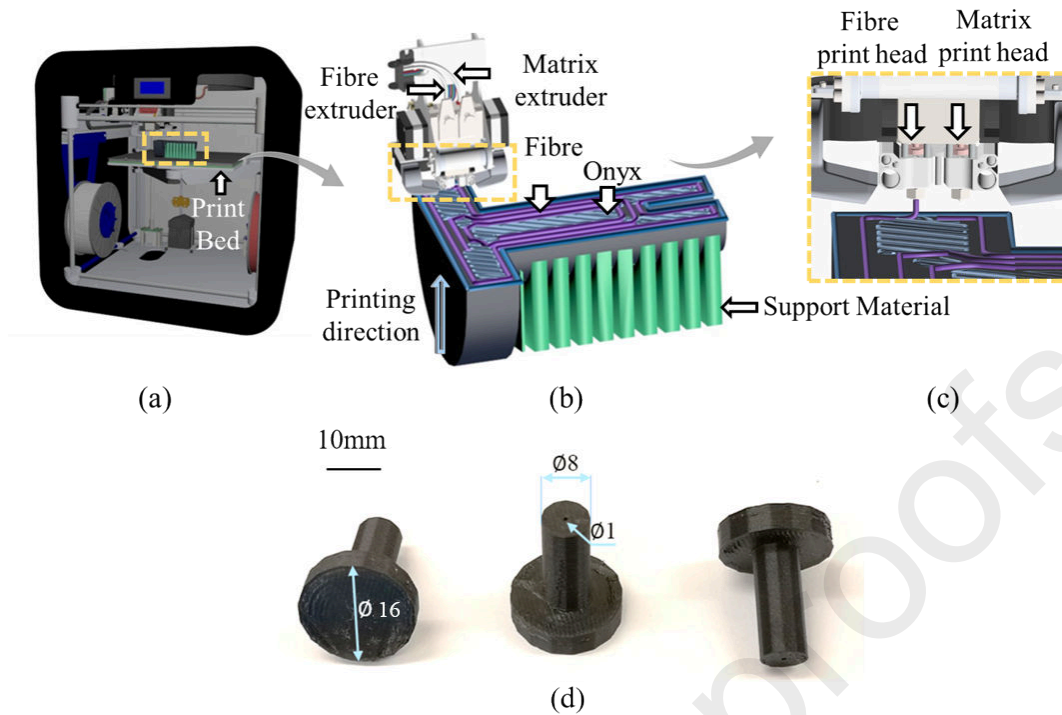 Fibre
extruder
Matrix
extruder
Fibre
print head
Matrix
print head
Print
Bed
Fibre
Onyx
Printing
direction
Support Material
(a)
(b)
(c)
10mm
Ø8
Ø1
Ø 16
(d)
proofs